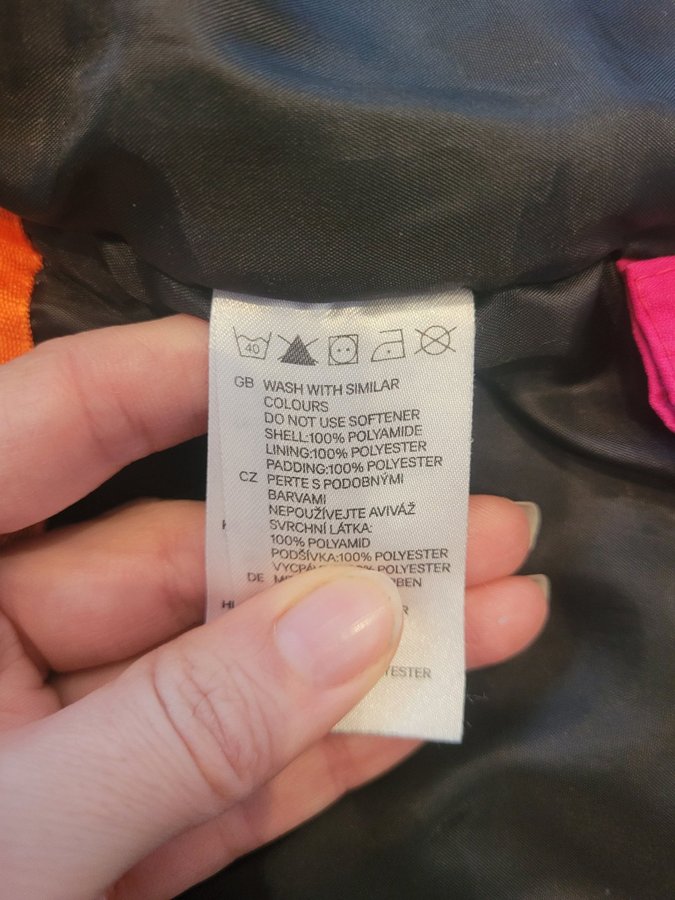 40
GB WASH WITH SIMILAR
COLOURS
DO NOT USE SOFTENER
SHELL:100% POLYAMIDE
LINING:100% POLYESTER
PADDING:100% POLYESTER
CZ PERTE S PODOBNÝMI
BARVAMI
NEPOUŽÍVEJTE AVIVÁŽ
SVRCHNÍ LÁTKA:
100% POLYAMID
PODŠÍVKA:100% POLYESTER
POLYESTER
DE